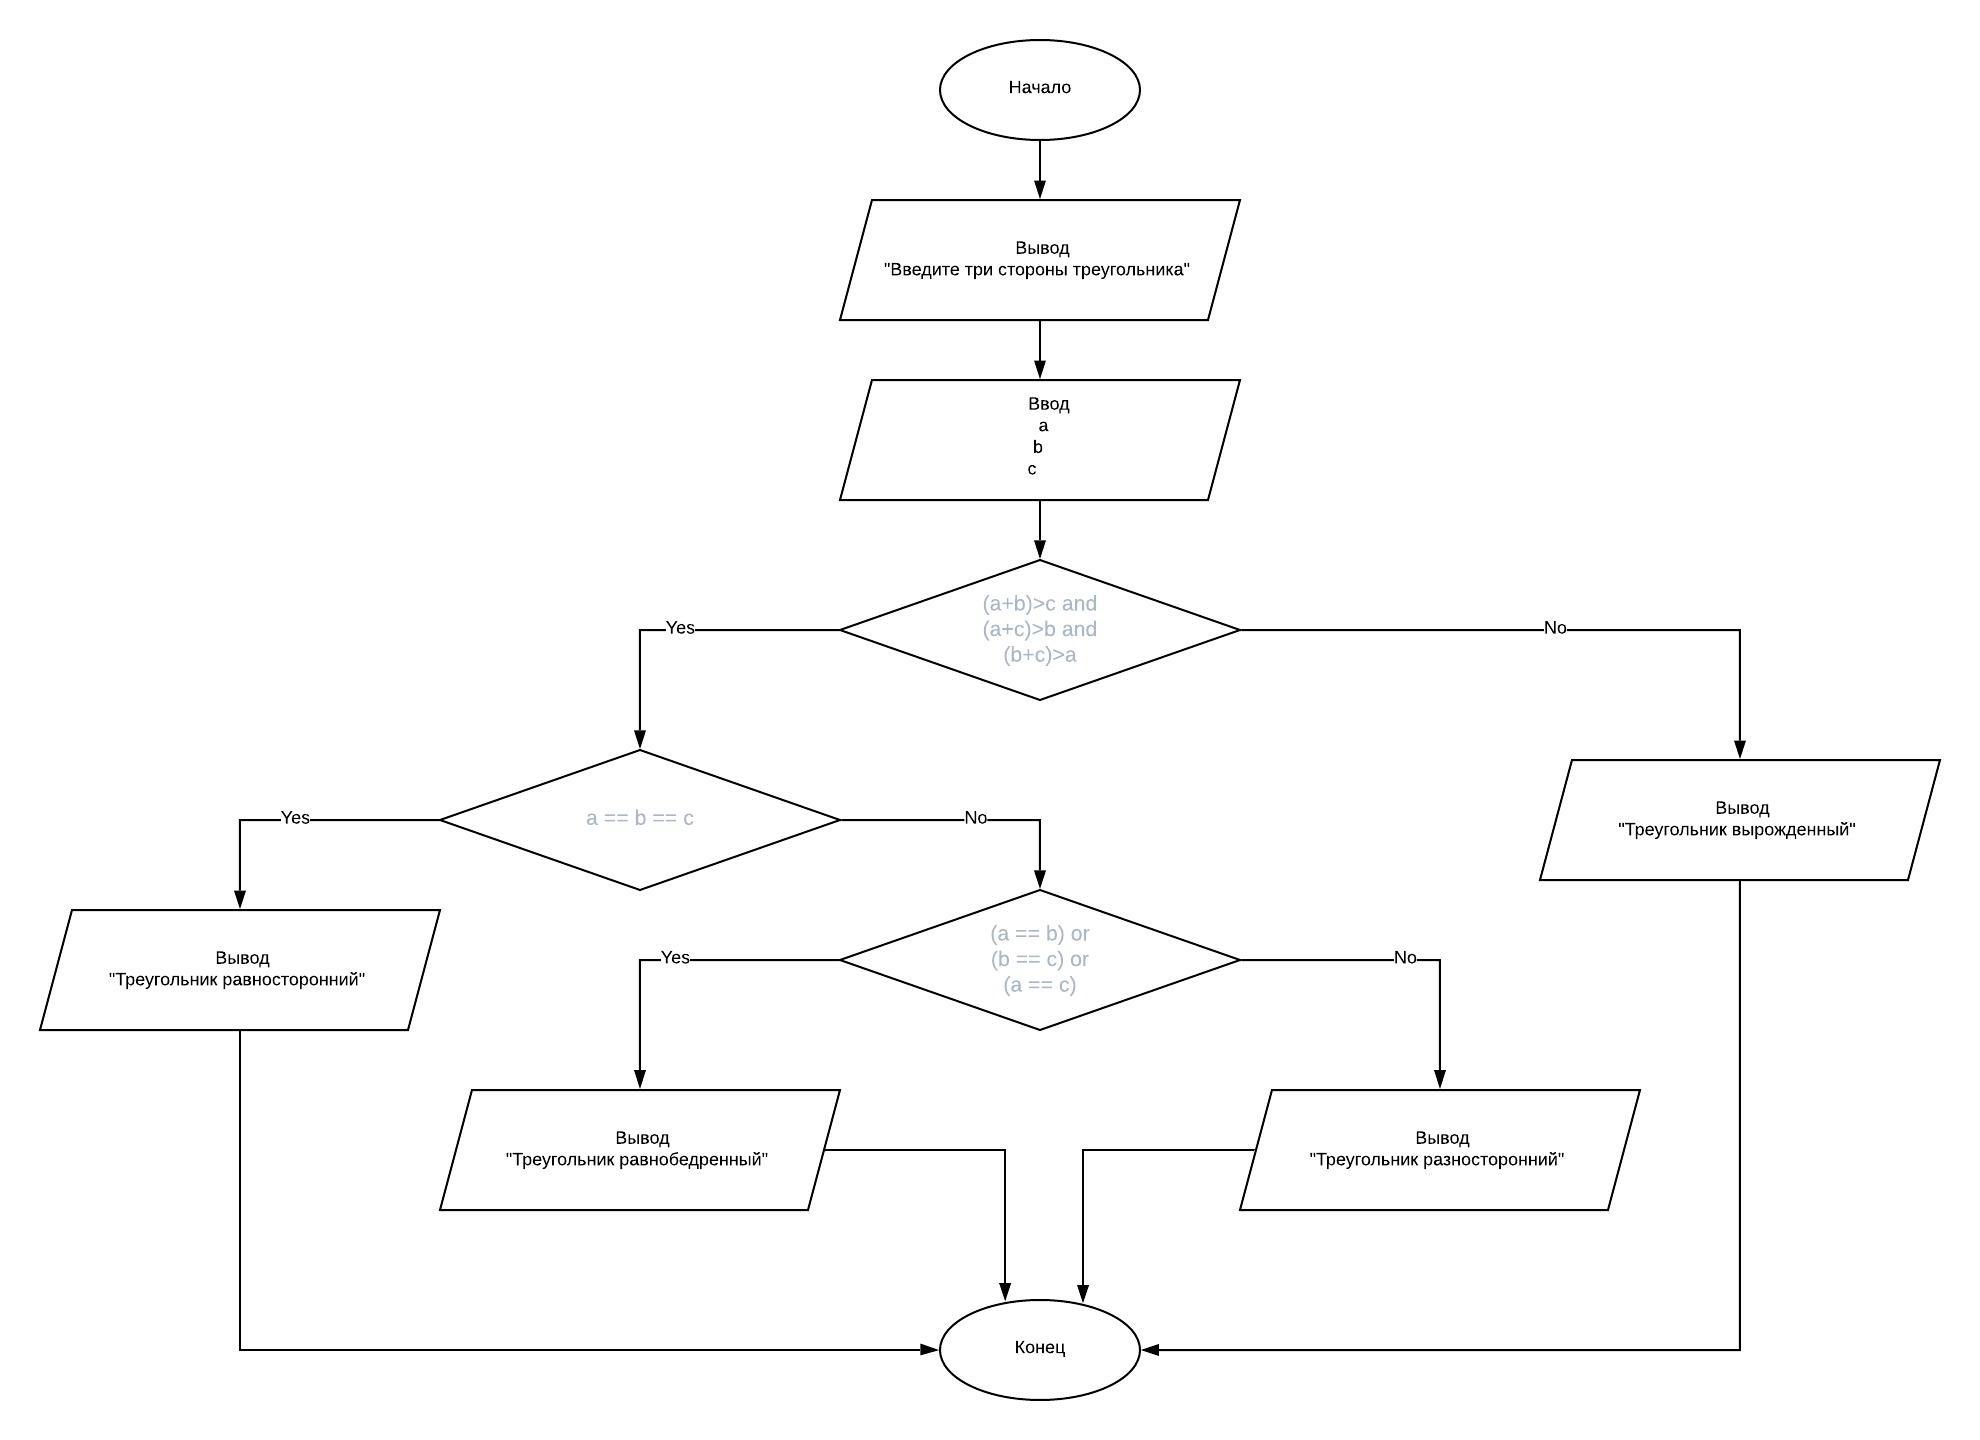 Начало
Вывод
"Введите три стороны треугольника"
Ввод
a
b
c
(a+b)>c and
(a+c)>b and
(b+c)>a
Yes
No
a == b == c
Yes
No
Вывод
"Треугольник вырожденный"
Вывод
"Треугольник равносторонний"
(a == b) or
(b == c) or
(a == c)
Yes
No
Вывод
"Треугольник равнобедренный"
Вывод
"Треугольник разносторонний"
Конец